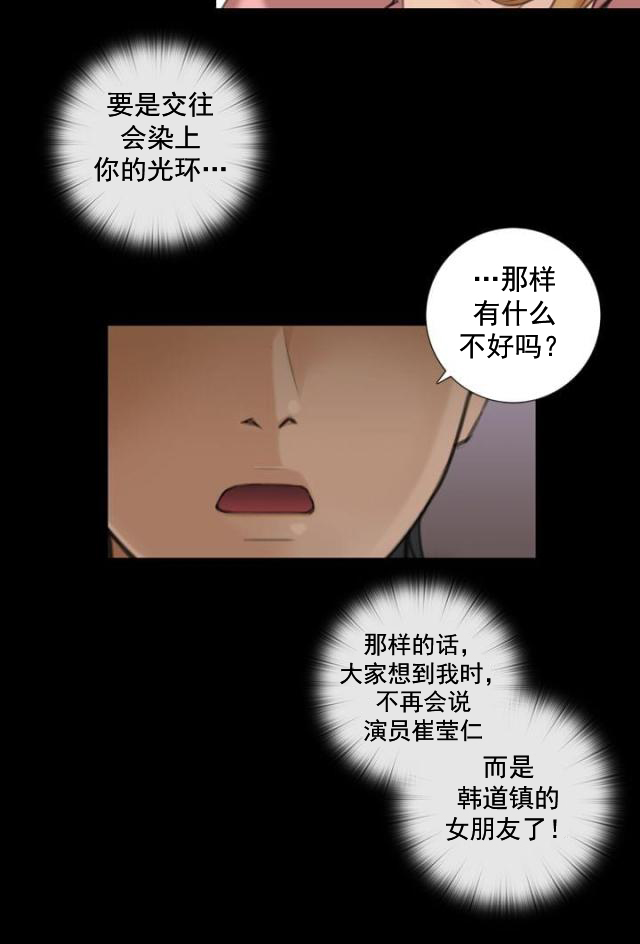 要是交往
会染上
你的光环…
…那样
有什么
不好吗？
那样的话，
大家想到我时，
不再会说
演员崔莹仁
而是
韩道镇的
女朋友了！